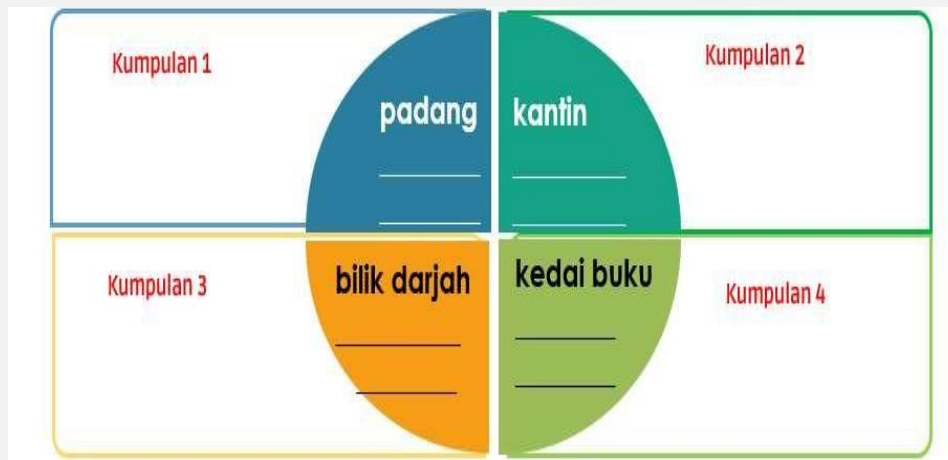 Kumpulan 1
padang
Kumpulan 2
kantin
Kumpulan 3
bilik darjah
kedai buku
Kumpulan 4